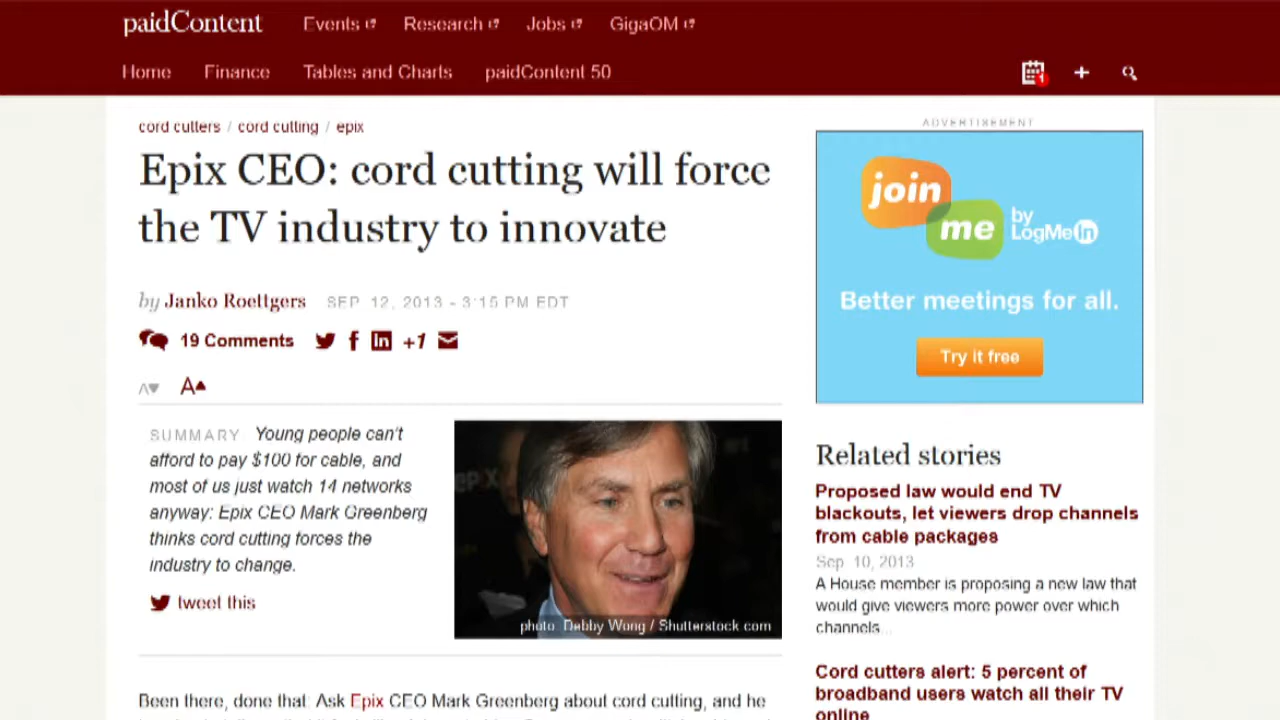 paidContent Events Research Jobs GigaOM
Home Finance Tables and Charts paidContent 50
1
cord cutters / cord cutting / epix
Epix CEO: cord cutting will force
the TV industry to innovate
by Janko Roettgers SEP. 12, 2013 - 3:15 PM EDT
19 Comments +1
A A
SUMMARY Young people can't
afford to pay $100 for cable, and
most of us just watch 14 networks
anyway: Epix CEO Mark Greenberg
thinks cord cutting forces the
industry to change.
tweet this
photo: Debby Wong / Shutterstock.com
Been there, done that: Ask Epix CEO Mark Greenberg about cord cutting, and he
ADVERTISEMENT
join
me by
LogMeIn
Better meetings for all.
Try it free
Related stories
Proposed law would end TV
blackouts, let viewers drop channels
from cable packages
Sep. 10, 2013
A House member is proposing a new law that
would give viewers more power over which
channels...
Cord cutters alert: 5 percent of
broadband users watch all their TV
online